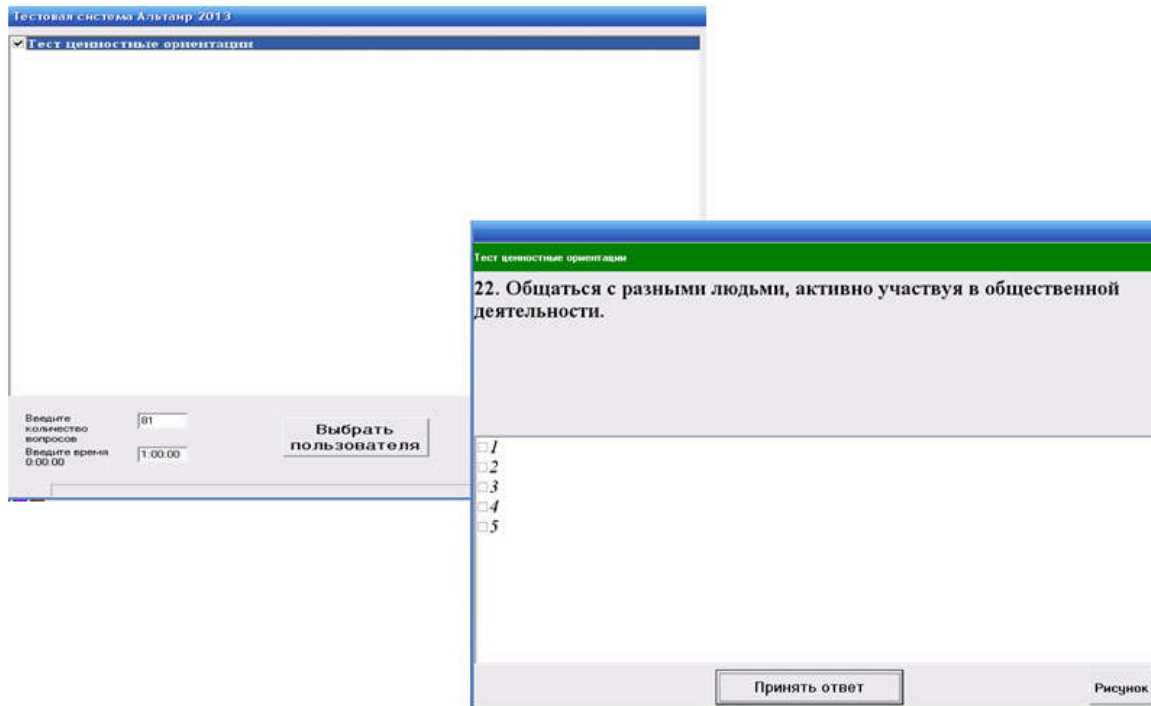 Тестовая система Альтаир 2013
Тест ценностные ориентации
Введите
количество
вопросов
81
Введите время
0:00:00
1:00:00
Выбрать
пользователя
Тест ценностные ориентации
22. Общаться с разными людьми, активно участвуя в общественной
деятельности.
1
2
3
4
5
Принять ответ
Рисунок